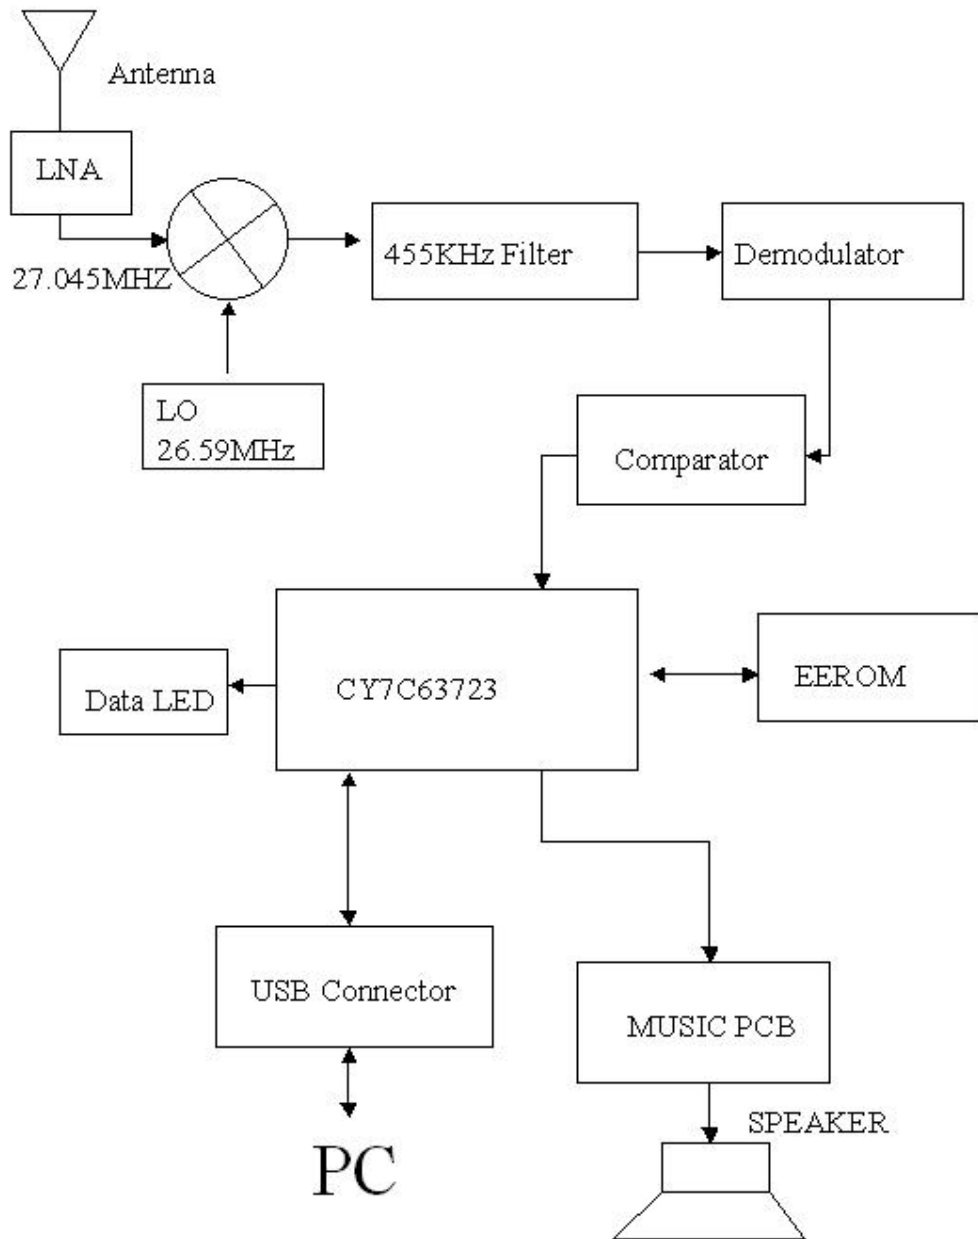 Antenna
LNA
27.045MHZ
455KHz Filter
Demodulator
LO
26.59MHz
Comparator
CY7C63723
Data LED
EEROM
USB Connector
MUSIC PCB
SPEAKER
PC